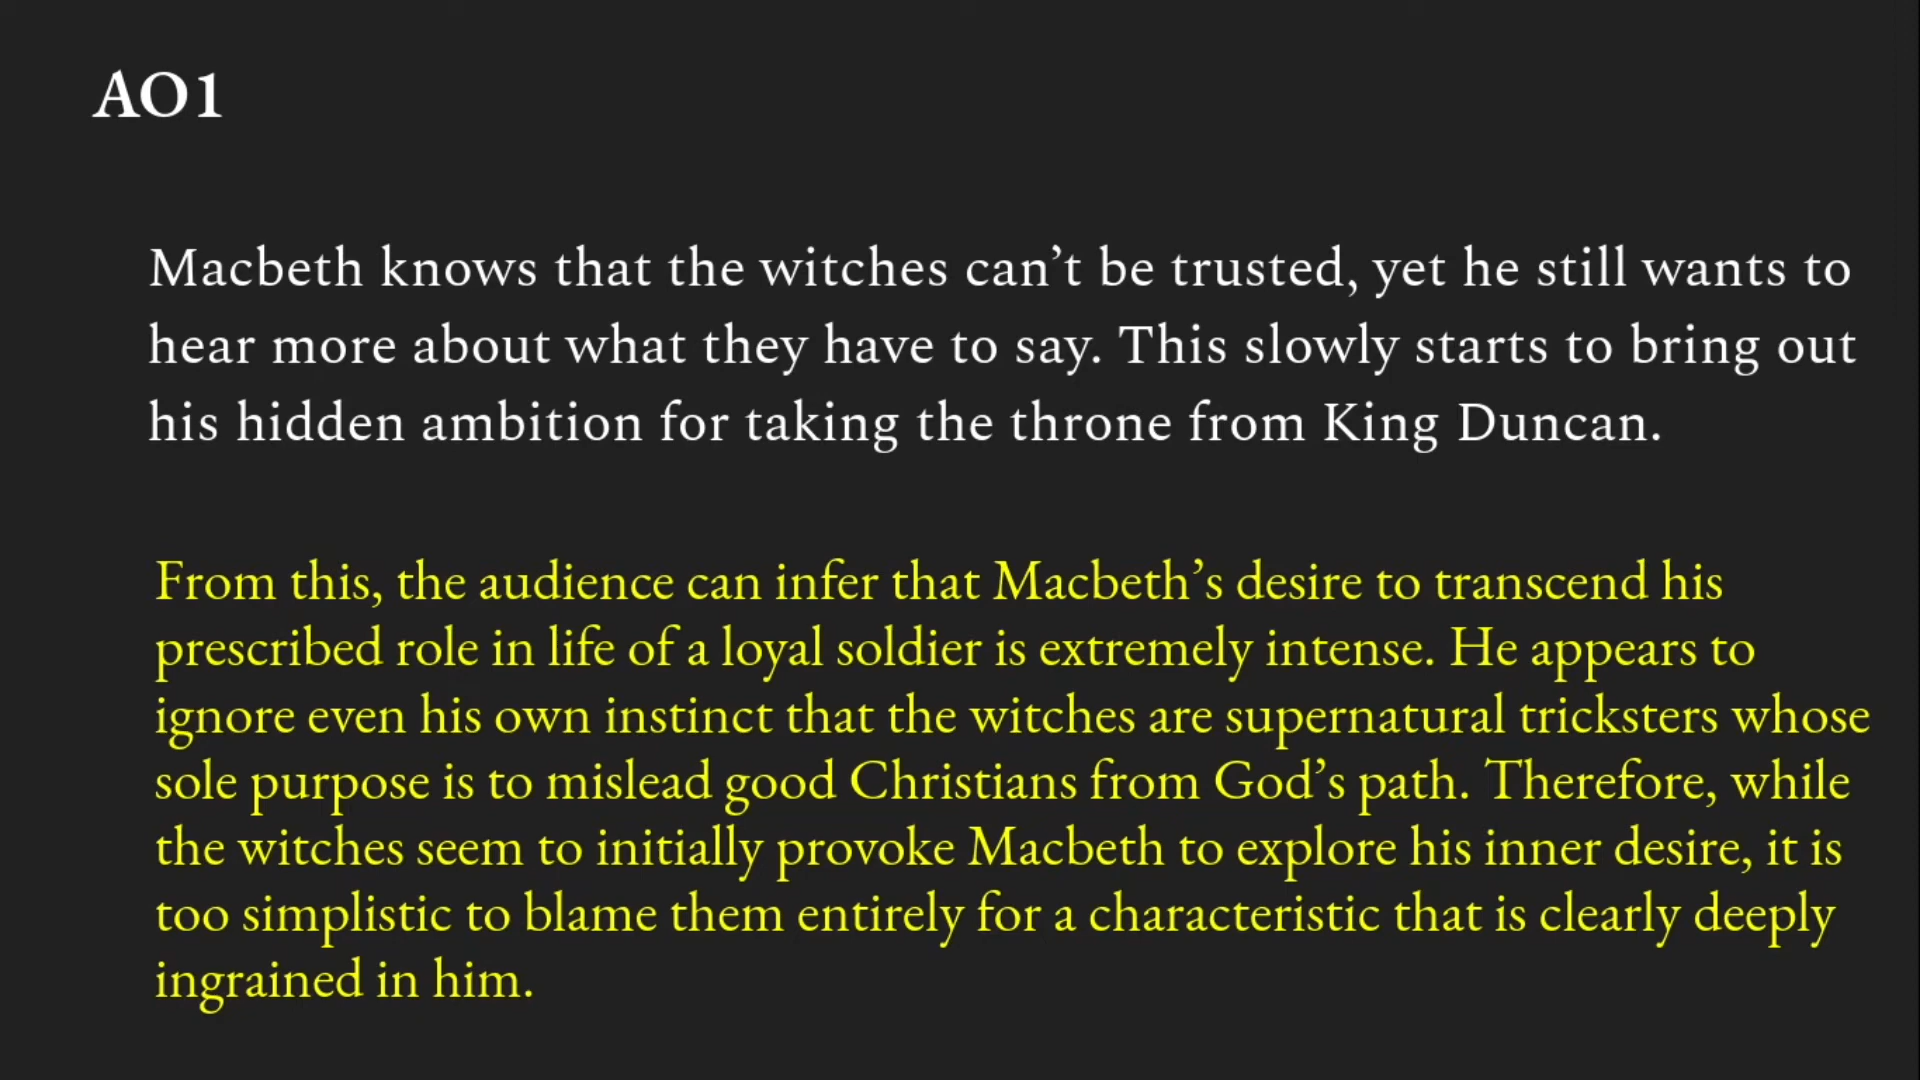 AO1
Macbeth knows that the witches can’t be trusted, yet he still wants to
hear more about what they have to say. This slowly starts to bring out
his hidden ambition for taking the throne from King Duncan.
From this, the audience can infer that Macbeth’s desire to transcend his
prescribed role in life of a loyal soldier is extremely intense. He appears to
ignore even his own instinct that the witches are supernatural tricksters whose
sole purpose is to mislead good Christians from God’s path. Therefore, while
the witches seem to initially provoke Macbeth to explore his inner desire, it is
too simplistic to blame them entirely for a characteristic that is clearly deeply
ingrained in him.